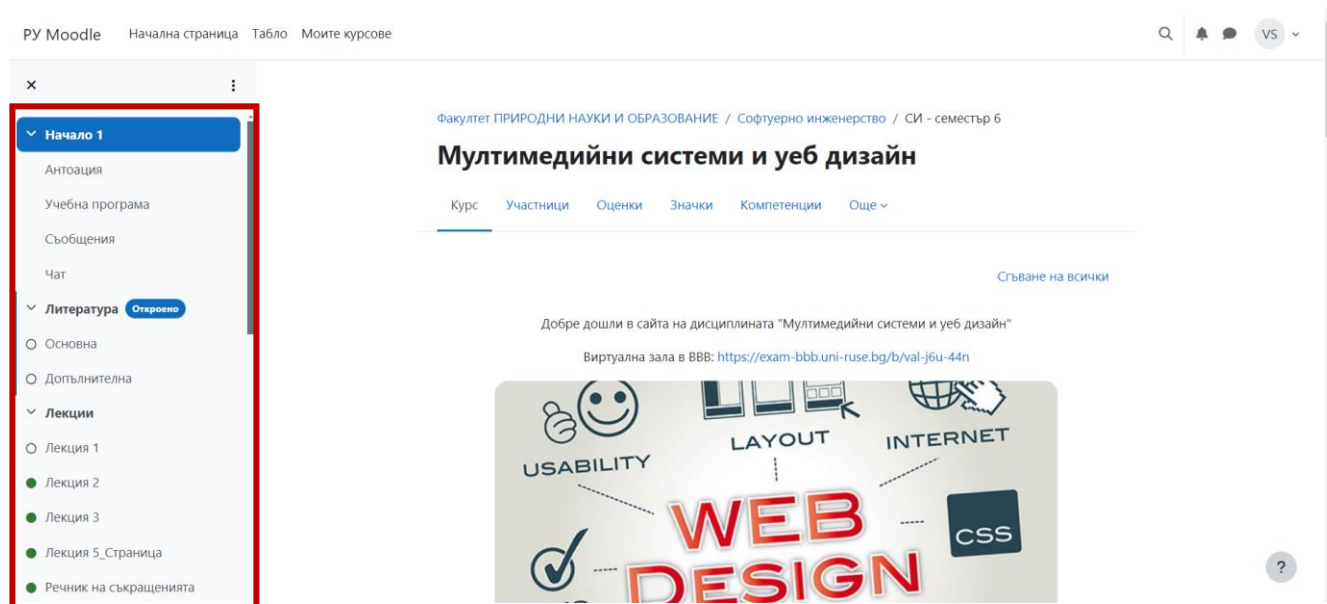 РУ Moodle Начална страница Табло Моите курсове VS
Начало 1
Антоация
Учебна програма
Съобщения
Чат
Литература Откроено
Основна
Допълнителна
Лекции
Лекция 1
Лекция 2
Лекция 3
Лекция 5_Страница
Речник на съкращенията
Факултет ПРИРОДНИ НАУКИ И ОБРАЗОВАНИЕ / Софтуерно инженерство / СИ - семестър 6
Мултимедийни системи и уеб дизайн
Курс Участници Оценки Значки Компетенции Още
Сгъване на всички
Добре дошли в сайта на дисциплината "Мултимедийни системи и уеб дизайн"
Виртуална зала в BBB: https://exam-bbb.uni-ruse.bg/b/val-j6u-44n
USABILITY
LAYOUT
INTERNET
WEB
DESIGN
CSS
?